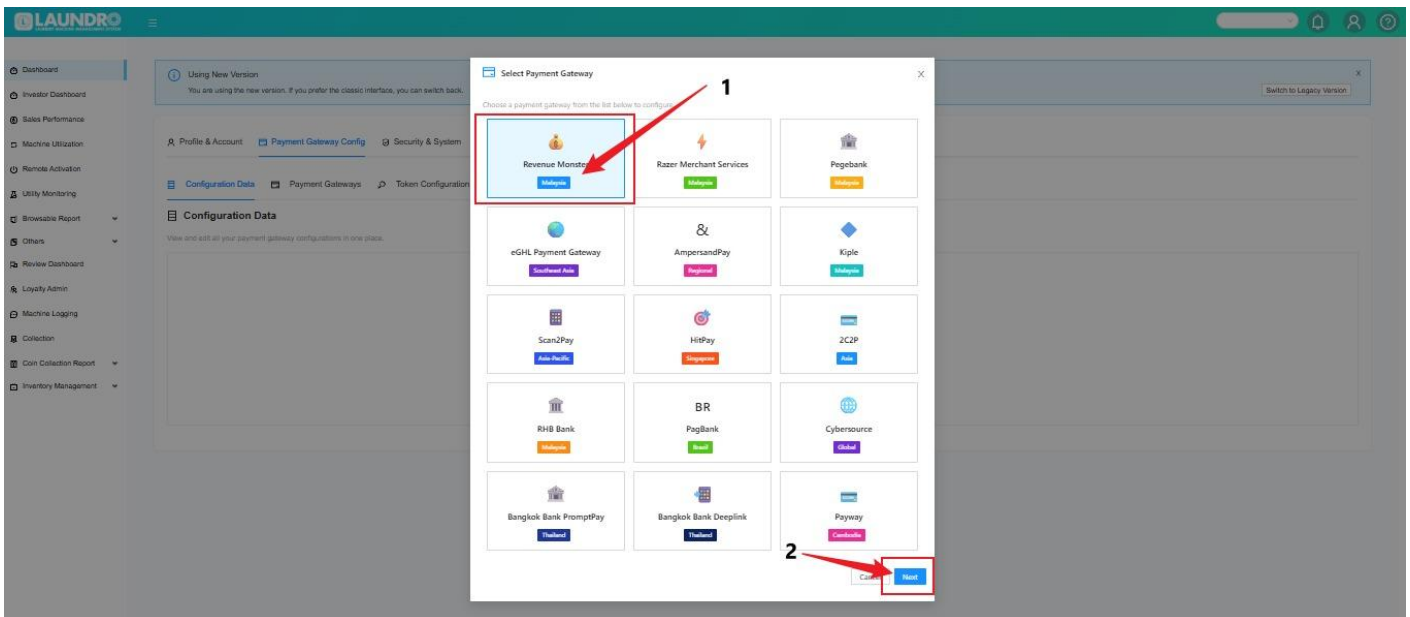 LAUNDRO
LAUNDRY MACHINE MANAGEMENT SYSTEM
Dashboard
Investor Dashboard
Sales Performance
Machine Utilization
Remote Activation
Utility Monitoring
Browsable Report
Others
Review Dashboard
Loyalty Admin
Machine Logging
Collection
Coin Collection Report
Inventory Management
Using New Version
You are using the new version. If you prefer the classic interface, you can switch back.
X
Switch to Legacy Version
Profile & Account Payment Gateway Config Security & System
Configuration Data Payment Gateways Token Configuration
Configuration Data
View and edit all your payment gateway configurations in one place.
Select Payment Gateway
X
Choose a payment gateway from the list below to configure
1
Revenue Monster
Malaysia
Razer Merchant Services
Malaysia
Pegebank
Malaysia
eGHL Payment Gateway
Southeast Asia
&
AmpersandPay
Regional
Kiple
Malaysia
Scan2Pay
Asia-Pacific
HitPay
Singapore
2C2P
Asia
RHB Bank
Malaysia
BR
PagBank
Brazil
Cybersource
Global
Bangkok Bank PromptPay
Thailand
Bangkok Bank Deeplink
Thailand
Payway
Cambodia
2
Cancel
Next